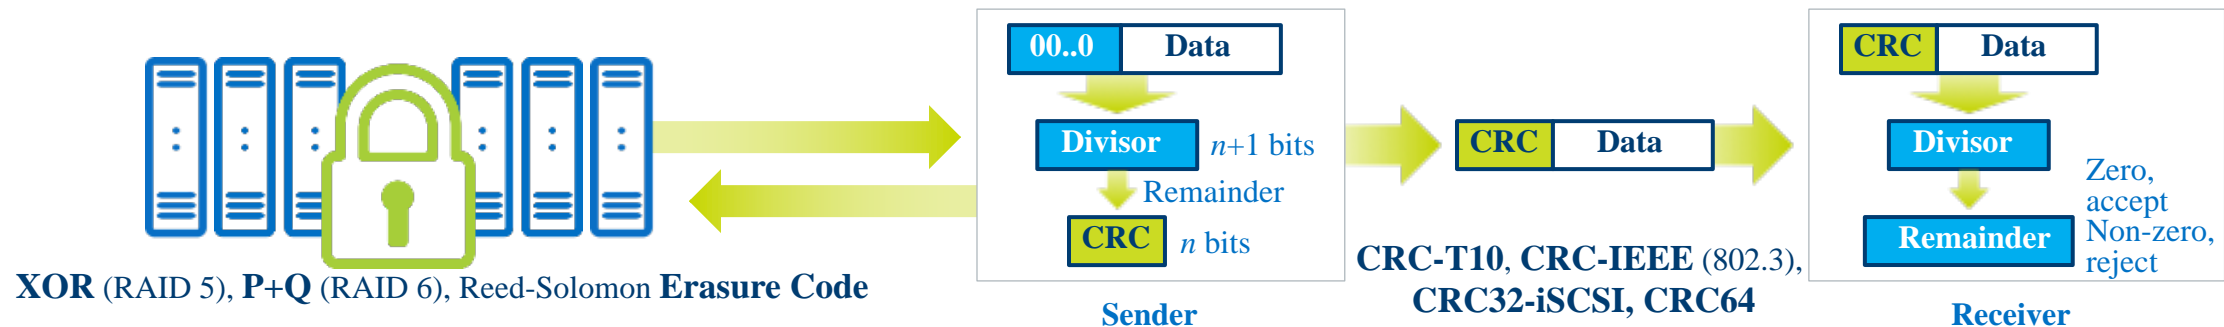 XOR (RAID 5), P+Q (RAID 6), Reed-Solomon Erasure Code
00..0 Data
Divisor n+1 bits
Remainder
CRC n bits
Sender
CRC Data
CRC-T10, CRC-IEEE (802.3),
CRC32-iSCSI, CRC64
CRC Data
Divisor
Remainder
Zero,
accept
Non-zero,
reject
Receiver